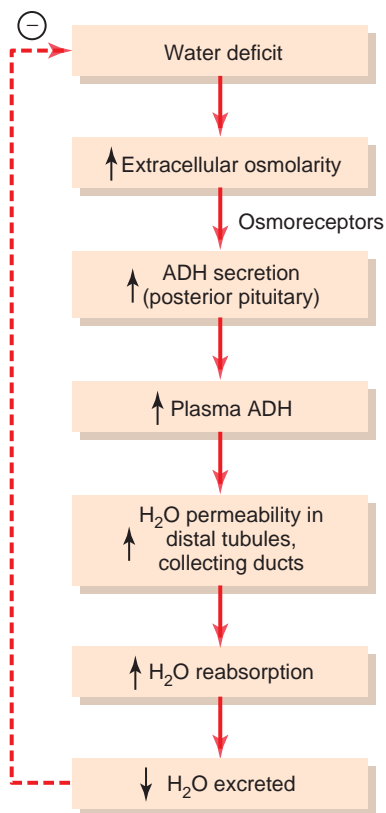 −
Water deficit
↑ Extracellular osmolarity
Osmoreceptors
↑ ADH secretion
(posterior pituitary)
↑ Plasma ADH
H₂O permeability in
↑ distal tubules,
collecting ducts
↑ H₂O reabsorption
↓ H₂O excreted